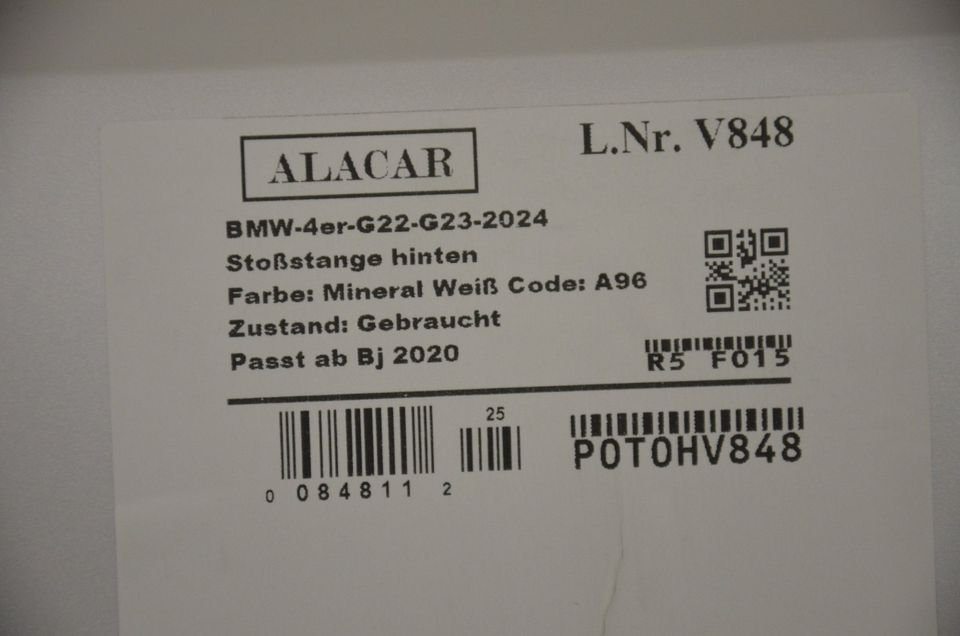 ALACAR
L.Nr. V848
BMW-4er-G22-G23-2024
Stoßstange hinten
Farbe: Mineral Weiß Code: A96
Zustand: Gebraucht
Passt ab Bj 2020
R5 F015
25
0 084811 2
P0T0HV848